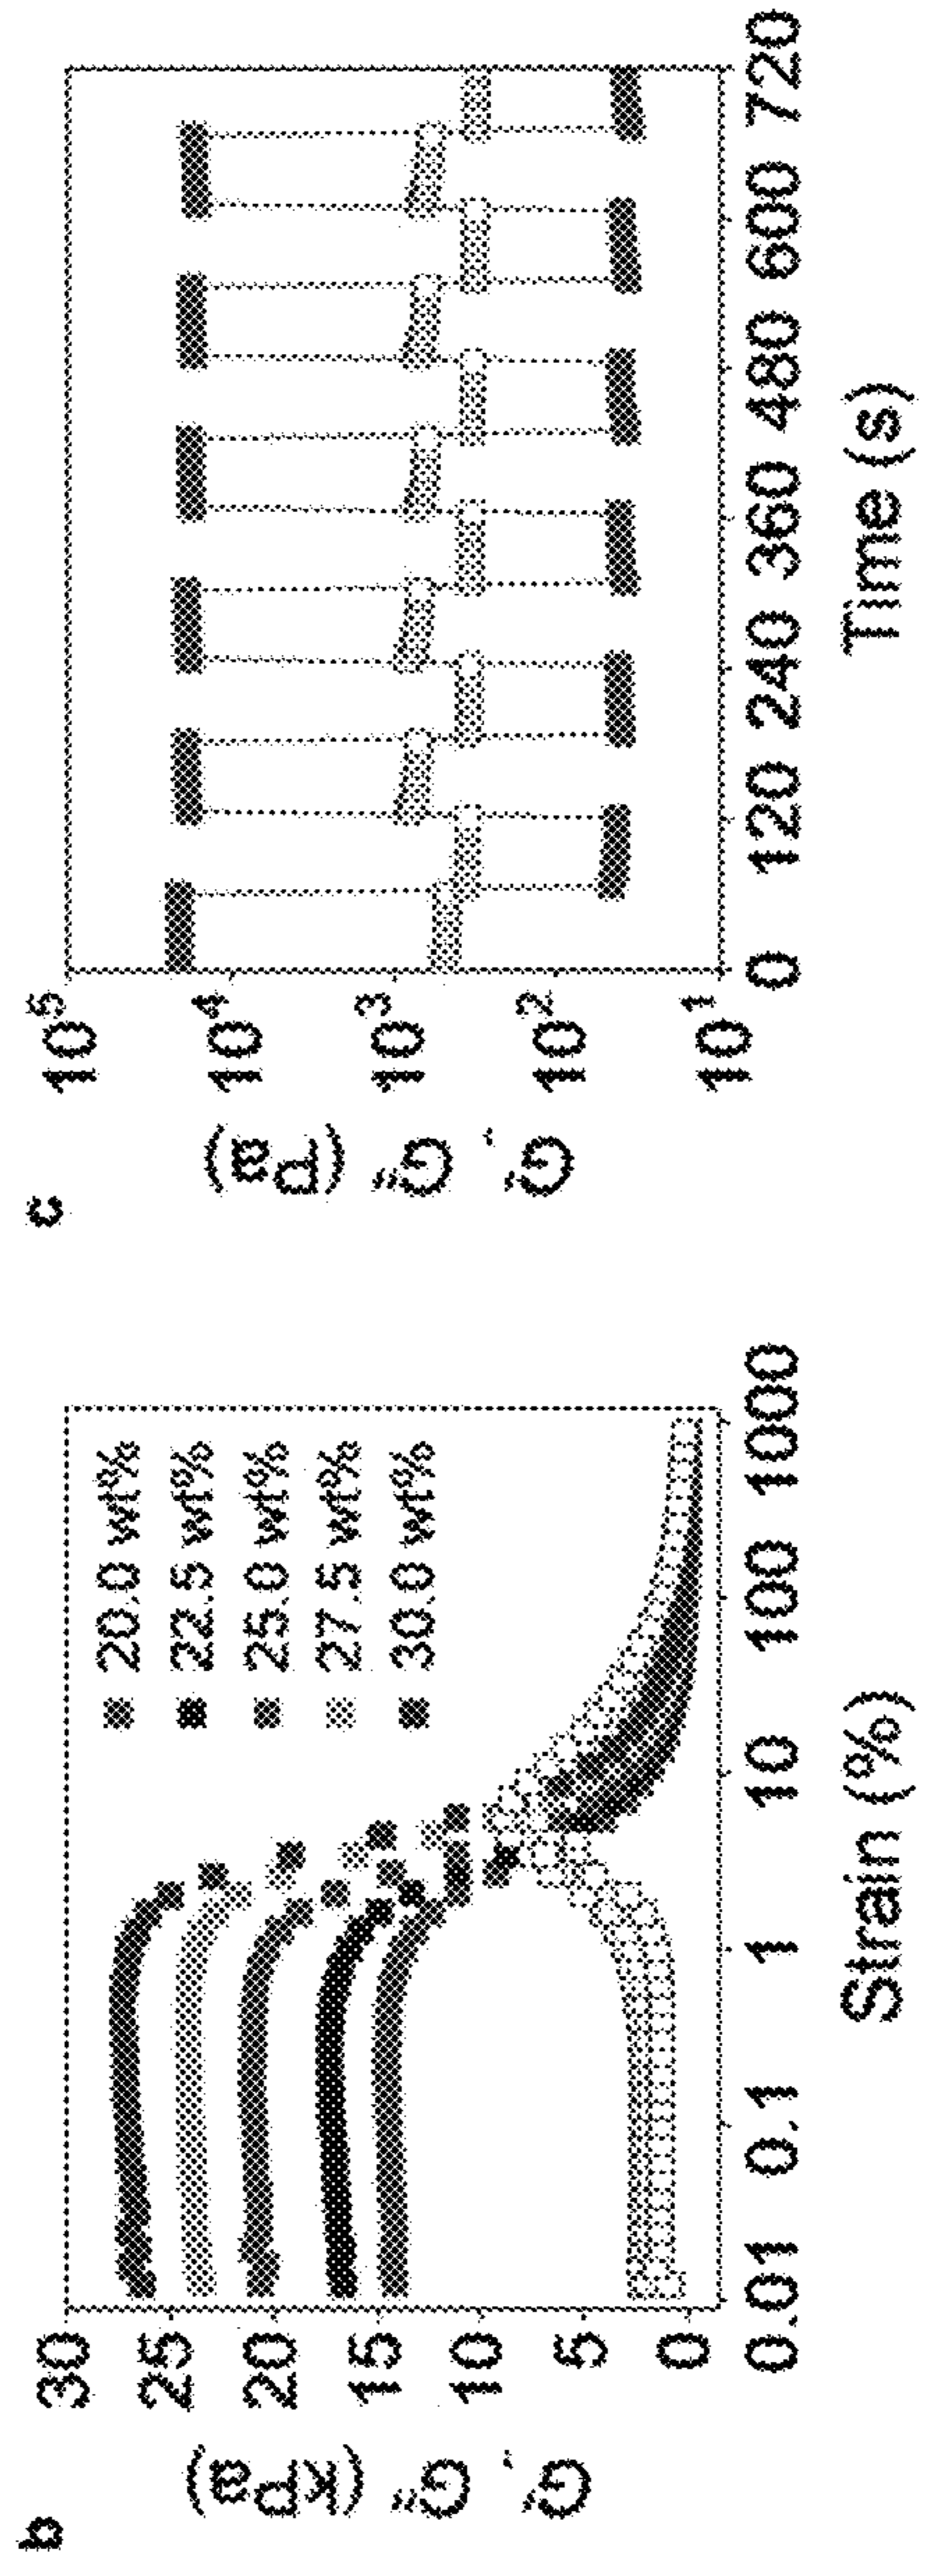 b
G', G" (kPa)
30
25
20
15
10
5
0
20.0 wt%
22.5 wt%
25.0 wt%
27.5 wt%
30.0 wt%
0.01 0.1 1 10 100 1000
Strain (%)
c
G', G" (Pa)
10⁵
10⁴
10³
10²
10¹
0 120 240 360 480 600 720
Time (s)